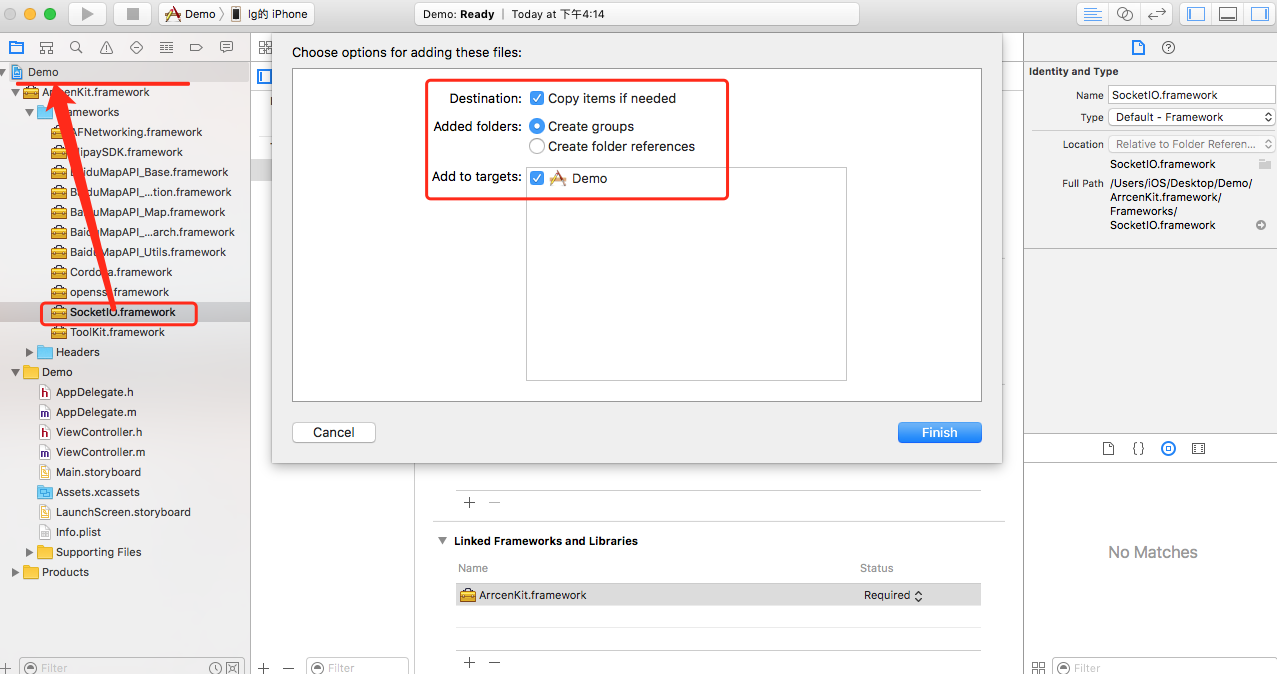 Demo
lg的 iPhone
Demo: Ready
Today at 下午4:14
Demo
ArrcenKit.framework
Frameworks
AFNetworking.framework
AlipaySDK.framework
BaiduMapAPI_Base.framework
BaiduMapAPI_...tion.framework
BaiduMapAPI_Map.framework
BaiduMapAPI_...arch.framework
BaiduMapAPI_Utils.framework
Cordova.framework
openssl.framework
SocketIO.framework
ToolKit.framework
Headers
Demo
AppDelegate.h
AppDelegate.m
ViewController.h
ViewController.m
Main.storyboard
Assets.xcassets
LaunchScreen.storyboard
Info.plist
Supporting Files
Products
Filter
Choose options for adding these files:
Destination: Copy items if needed
Added folders: Create groups
Create folder references
Add to targets: Demo
Cancel
Finish
Linked Frameworks and Libraries
Name
Status
ArrcenKit.framework
Required
Filter
Identity and Type
Name SocketIO.framework
Type Default - Framework
Location Relative to Folder Referen...
SocketIO.framework
Full Path /Users/iOS/Desktop/Demo/
ArrcenKit.framework/
Frameworks/
SocketIO.framework
No Matches
Filter